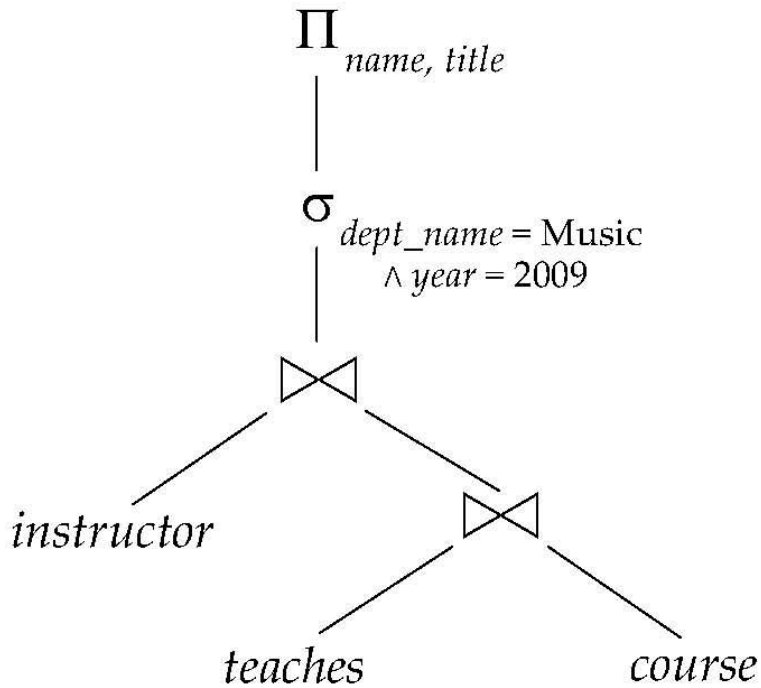 Π name, title
σ dept_name = Music
∧ year = 2009
⋈
instructor
⋈
teaches course